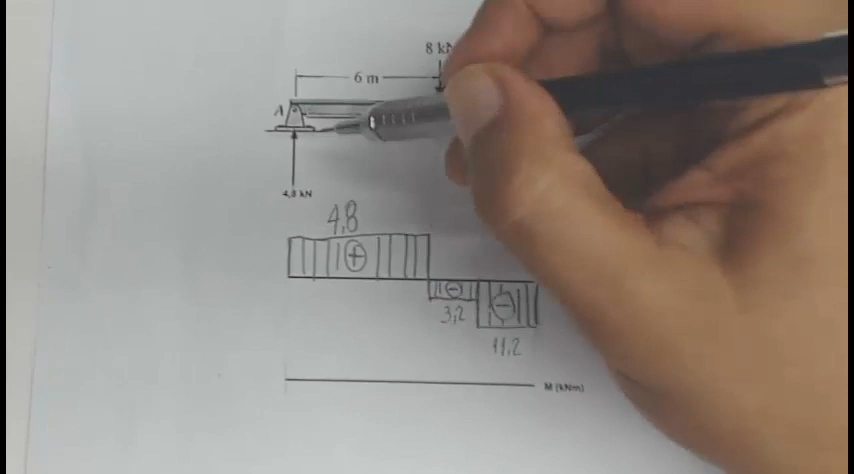 8 kN
6 m
A
4,8 kN
4,8
+
−
−
3,2
11,2
M (kNm)